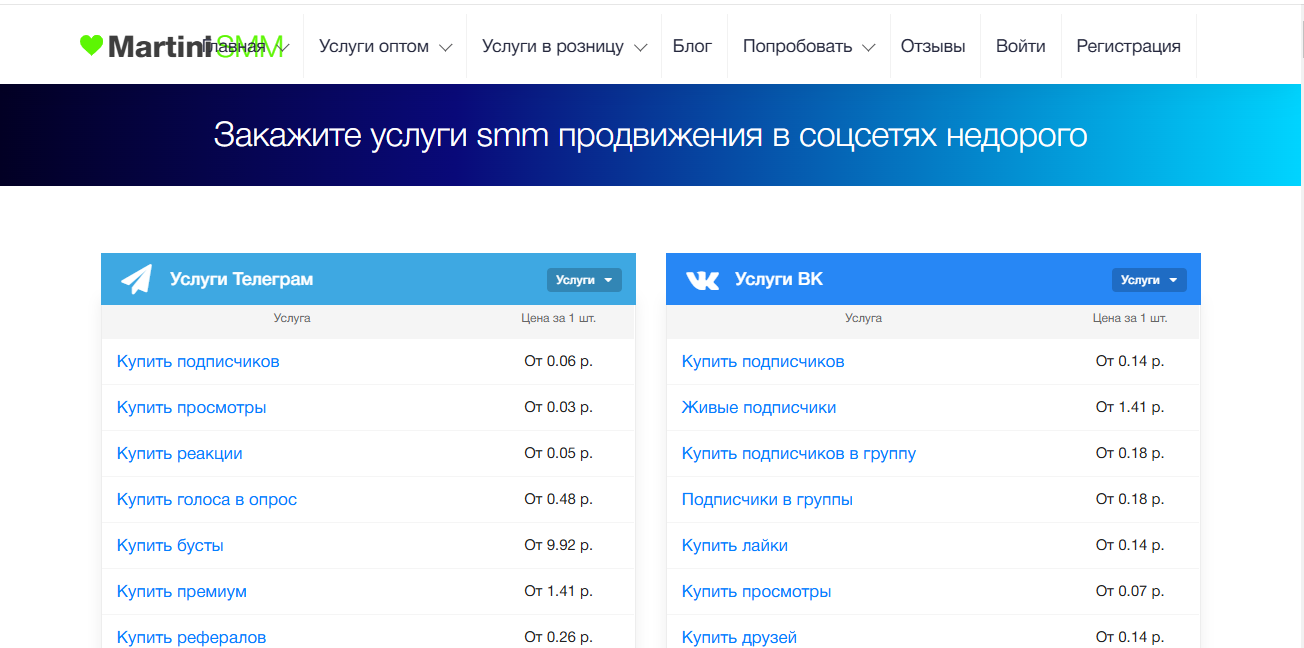 MartiniSMM Главная Услуги оптом Услуги в розницу Блог Попробовать Отзывы Войти Регистрация
Закажите услуги smm продвижения в соцсетях недорого
Услуги Телеграм Услуги
Услуга Цена за 1 шт.
Купить подписчиков От 0.06 р.
Купить просмотры От 0.03 р.
Купить реакции От 0.05 р.
Купить голоса в опрос От 0.48 р.
Купить бусты От 9.92 р.
Купить премиум От 1.41 р.
Купить рефералов От 0.26 р.
Услуги ВК Услуги
Услуга Цена за 1 шт.
Купить подписчиков От 0.14 р.
Живые подписчики От 1.41 р.
Купить подписчиков в группу От 0.18 р.
Подписчики в группы От 0.18 р.
Купить лайки От 0.14 р.
Купить просмотры От 0.07 р.
Купить друзей От 0.14 р.